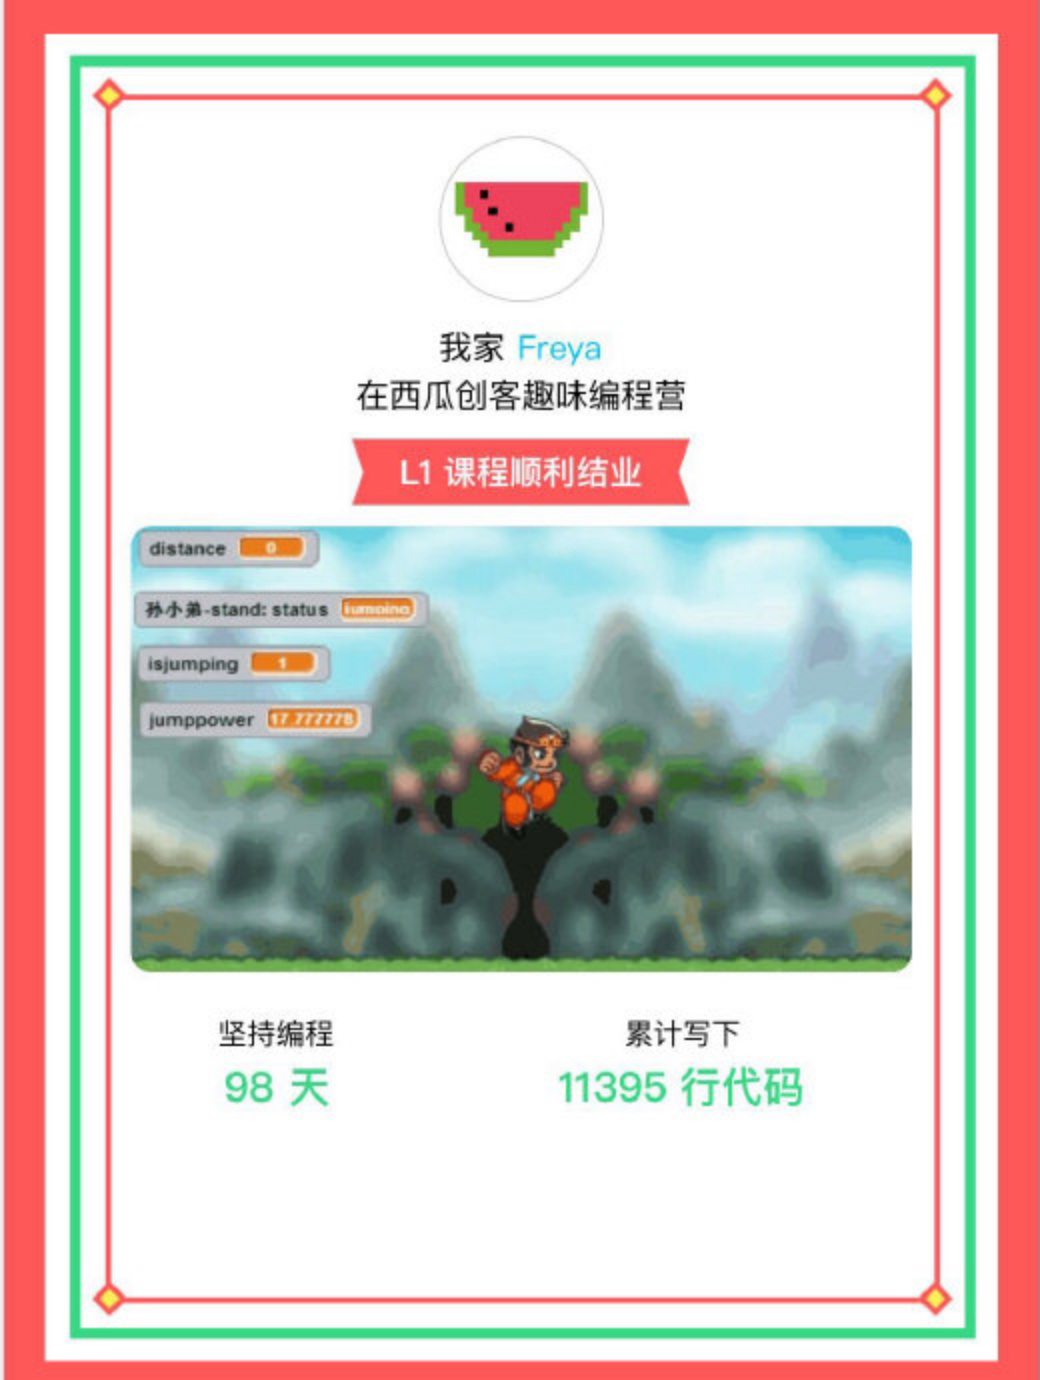 我家 Freya
在西瓜创客趣味编程营
L1 课程顺利结业
distance 0
孙小弟-stand: status jumping
isjumping 1
jumppower 17.777778
坚持编程
98 天
累计写下
11395 行代码